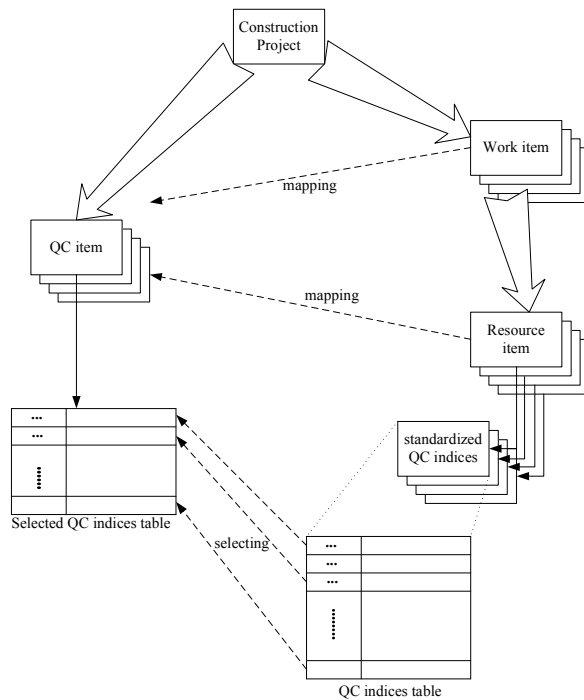 Construction
Project
Work item
mapping
QC item
mapping
Resource
item
...
...
standardized
QC indices
Selected QC indices table
selecting
...
...
...
QC indices table